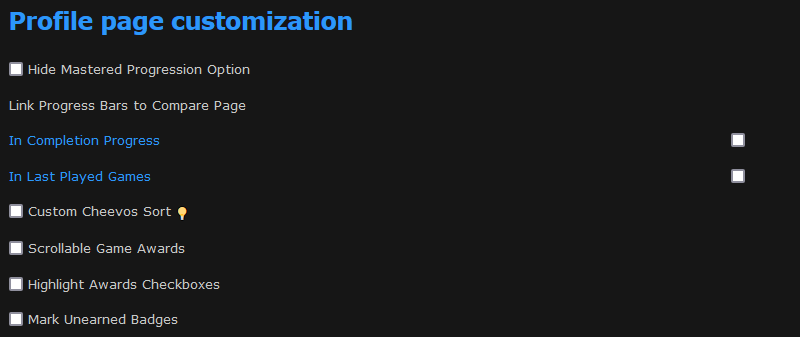 Profile page customization
Hide Mastered Progression Option
Link Progress Bars to Compare Page
In Completion Progress
In Last Played Games
Custom Cheevos Sort
Scrollable Game Awards
Highlight Awards Checkboxes
Mark Unearned Badges